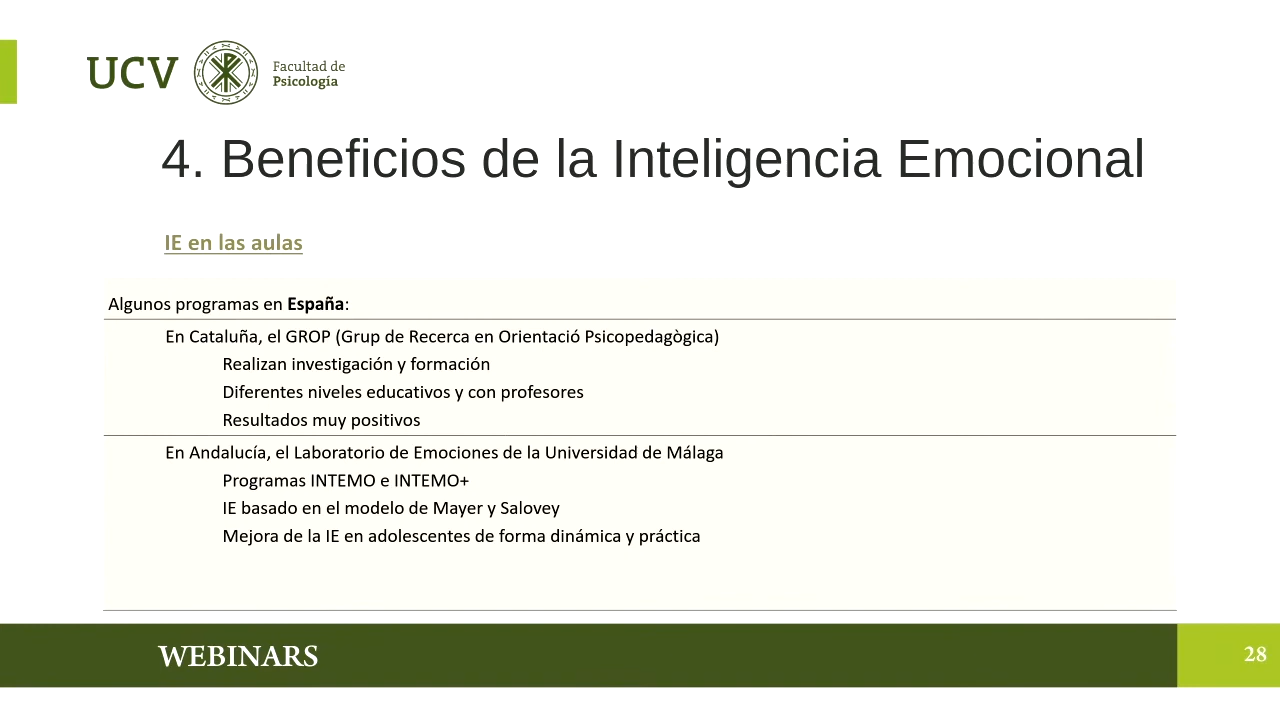 UCV
Facultad de
Psicología
4. Beneficios de la Inteligencia Emocional
IE en las aulas
Algunos programas en España:
En Cataluña, el GROP (Grup de Recerca en Orientació Psicopedagògica)
Realizan investigación y formación
Diferentes niveles educativos y con profesores
Resultados muy positivos
En Andalucía, el Laboratorio de Emociones de la Universidad de Málaga
Programas INTEMO e INTEMO+
IE basado en el modelo de Mayer y Salovey
Mejora de la IE en adolescentes de forma dinámica y práctica
WEBINARS
28